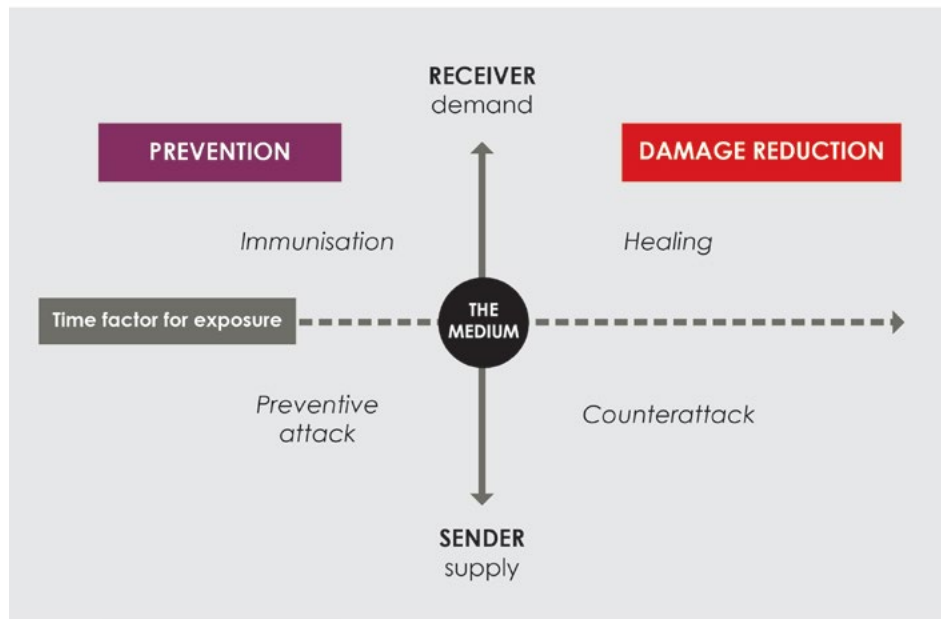 RECEIVER
demand
PREVENTION
DAMAGE REDUCTION
Immunisation
Healing
Time factor for exposure
THE
MEDIUM
Preventive
attack
Counterattack
SENDER
supply